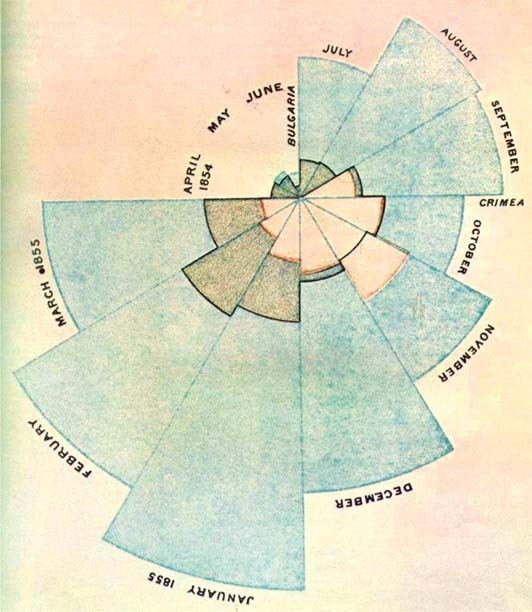 APRIL
1854
MAY
JUNE
BULGARIA
JULY
AUGUST
SEPTEMBER
CRIMEA
OCTOBER
NOVEMBER
DECEMBER
JANUARY 1855
FEBRUARY
MARCH 1855